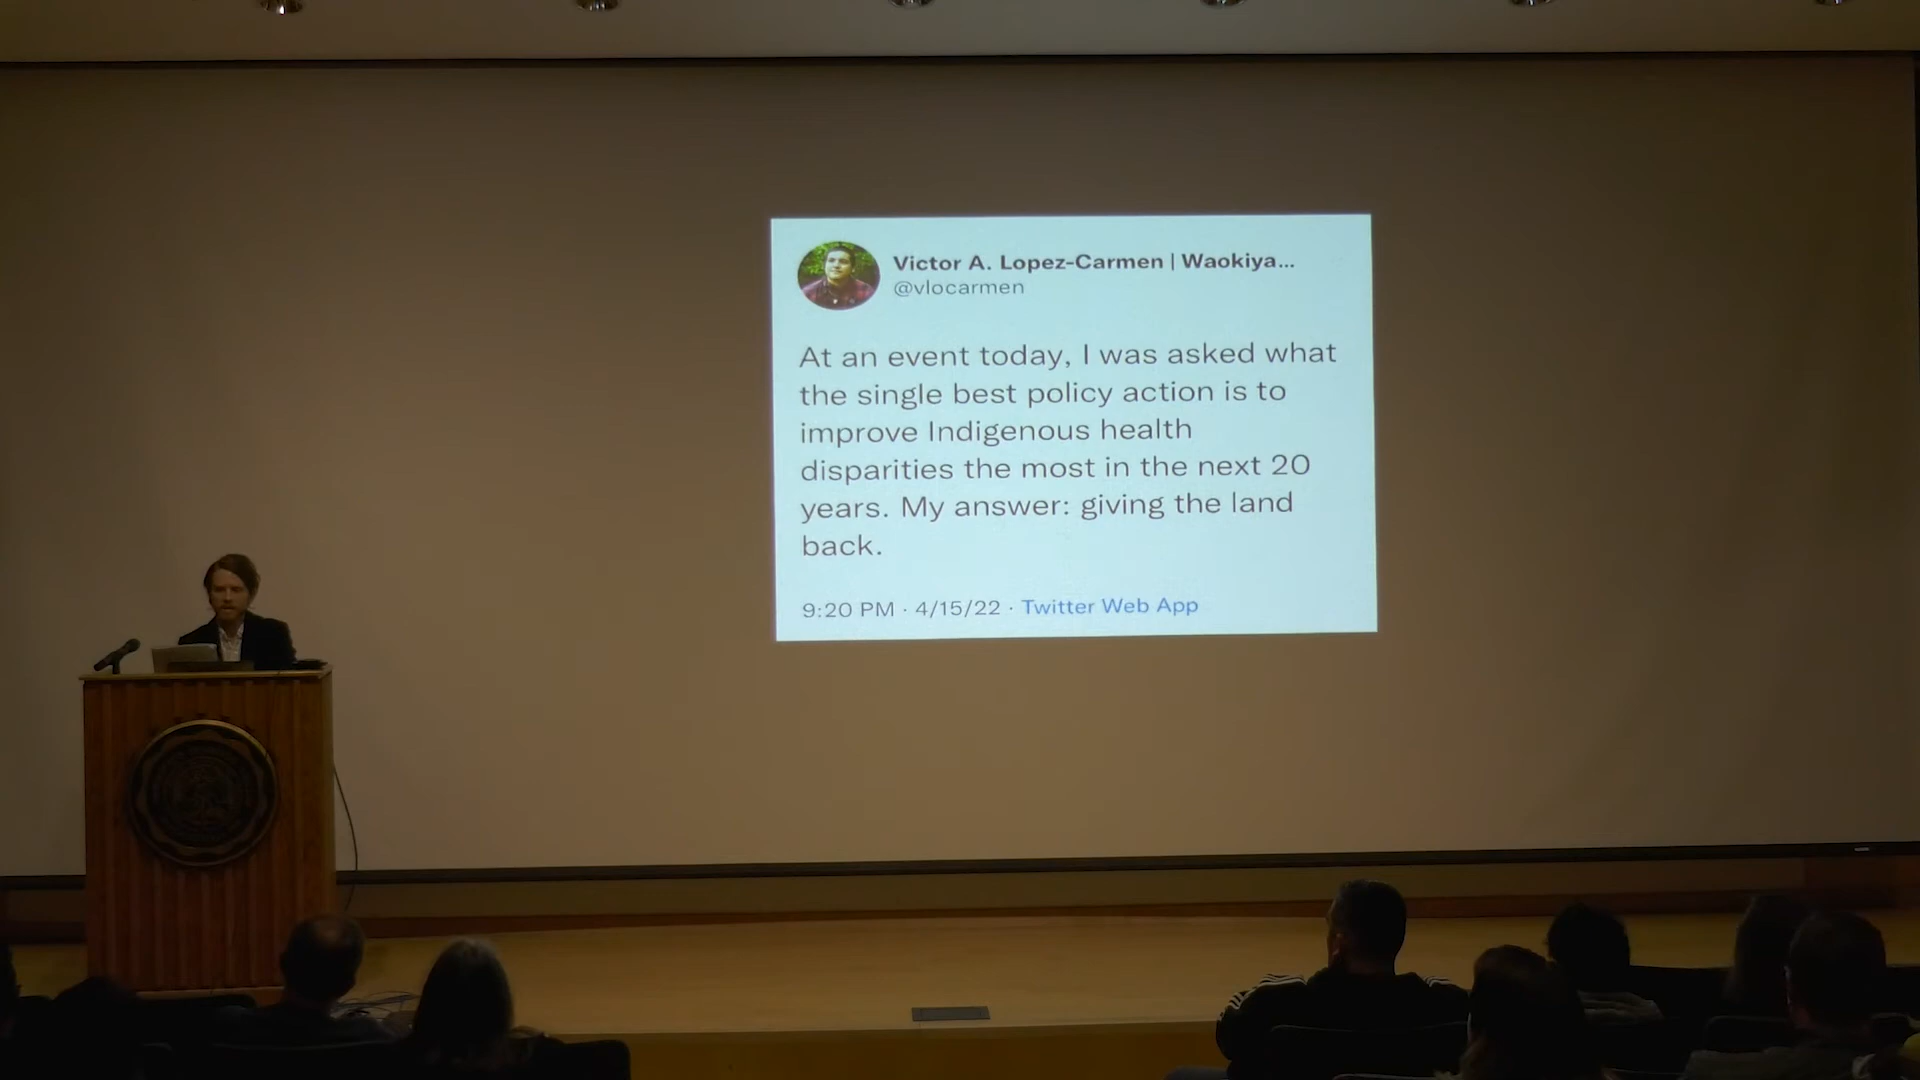 Victor A. Lopez-Carmen | Waokiya...
@vlocarmen
At an event today, I was asked what
the single best policy action is to
improve Indigenous health
disparities the most in the next 20
years. My answer: giving the land
back.
9:20 PM · 4/15/22 · Twitter Web App